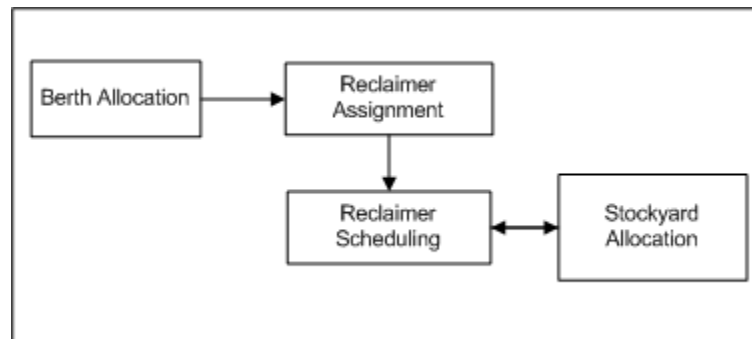 Berth Allocation
Reclaimer
Assignment
Reclaimer
Scheduling
Stockyard
Allocation